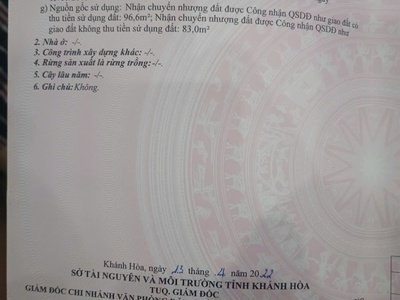 g) Nguồn gốc sử dụng: Nhận chuyển nhượng đất được Công nhận QSDĐ như giao đất có
thu tiền sử dụng đất: 96,6m²; Nhận chuyển nhượng đất được Công nhận QSDĐ như
giao đất không thu tiền sử dụng đất: 83,0m²
2. Nhà ở: -/-.
3. Công trình xây dựng khác: -/-.
4. Rừng sản xuất là rừng trồng:-/-.
5. Cây lâu năm: -/-.
6. Ghi chú: Không.
Khánh Hòa, ngày 13 tháng 4 năm 2022
SỞ TÀI NGUYÊN VÀ MÔI TRƯỜNG TỈNH KHÁNH HÒA
TUQ. GIÁM ĐỐC
GIÁM ĐỐC CHI NHÁNH VĂN PHÒNG